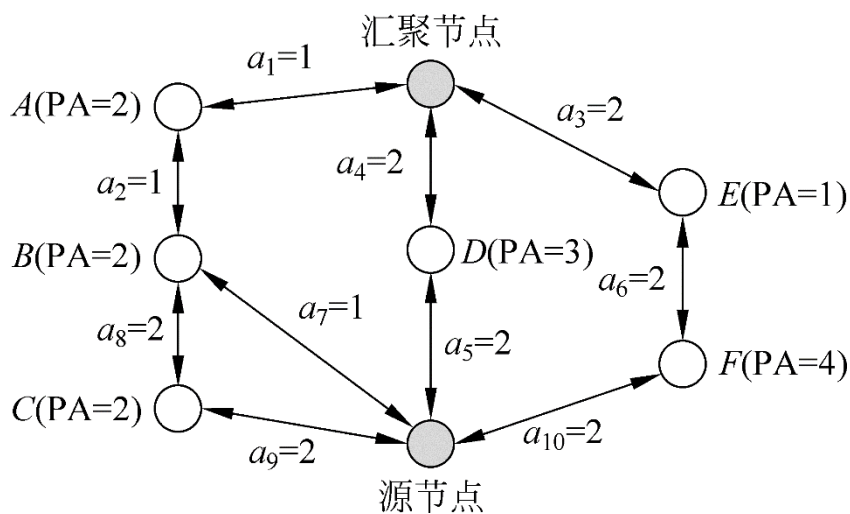 汇聚节点
a₁=1
A(PA=2)
a₃=2
a₄=2
a₂=1
E(PA=1)
B(PA=2)
D(PA=3)
a₆=2
a₇=1
a₈=2
a₅=2
F(PA=4)
C(PA=2)
a₁₀=2
a₉=2
源节点